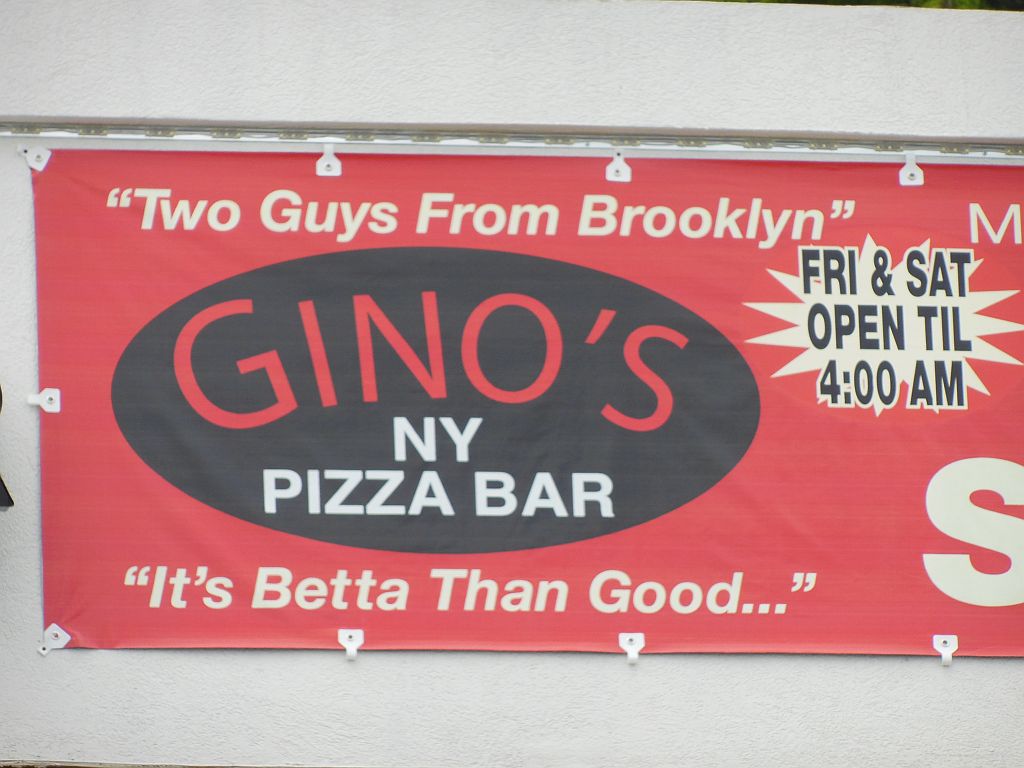 “Two Guys From Brooklyn”
GINO'S
NY
PIZZA BAR
“It's Betta Than Good...”
FRI & SAT
OPEN TIL
4:00 AM
M
S